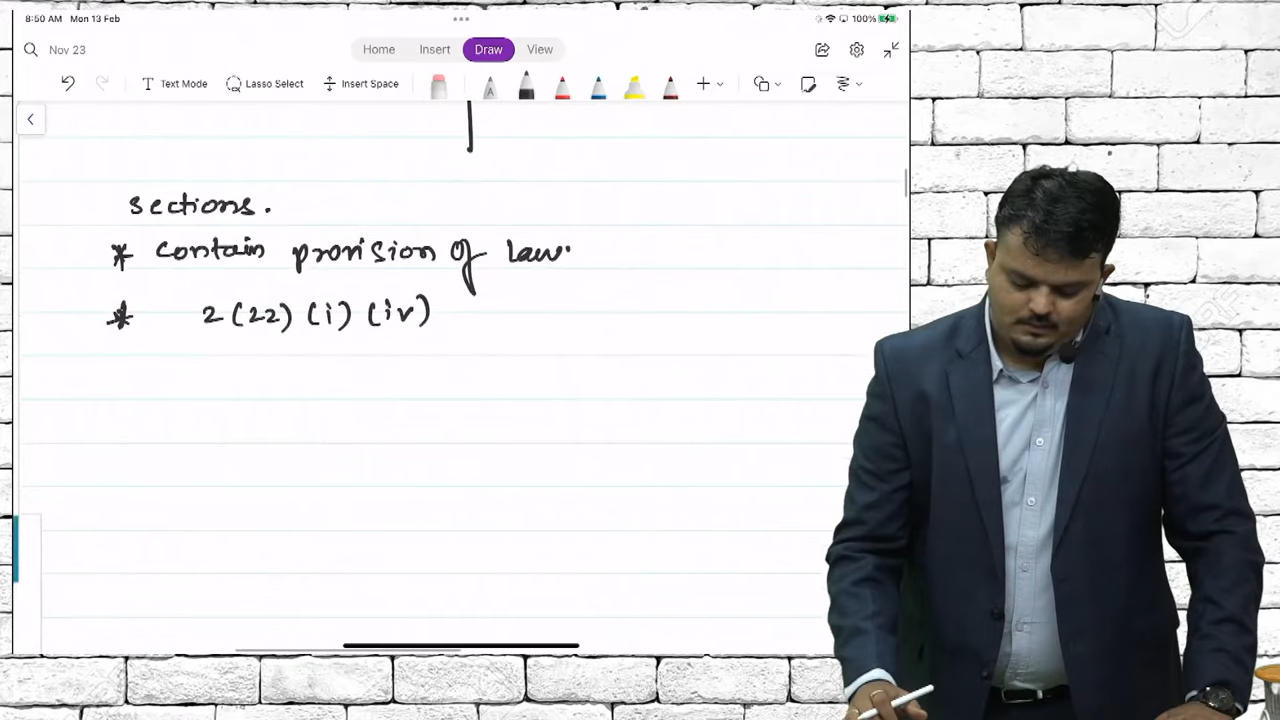 8:50 AM Mon 13 Feb
100%
Nov 23
Home Insert Draw View
T Text Mode Lasso Select Insert Space
A
sections.
* contain provision of law.
* 2(22) (i) (iv)